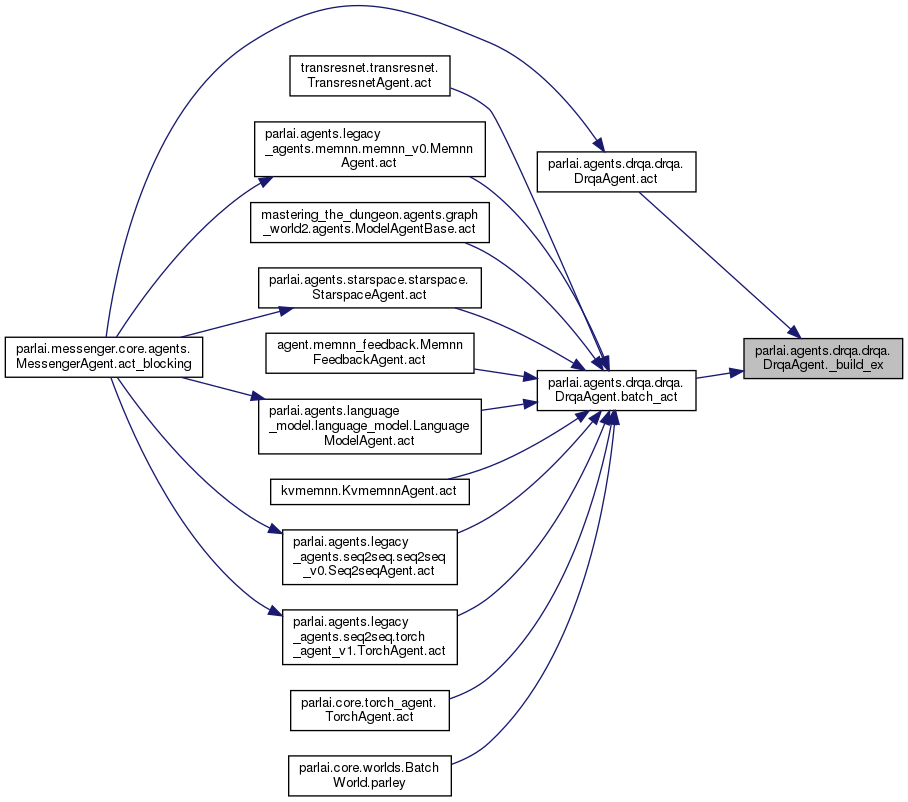 transresnet.transresnet.
TransresnetAgent.act
parlai.agents.legacy
_agents.memnn.memnn_v0.Memnn
Agent.act
parlai.agents.drqa.drqa.
DrqaAgent.act
mastering_the_dungeon.agents.graph
_world2.agents.ModelAgentBase.act
parlai.agents.starspace.starspace.
StarspaceAgent.act
parlai.messenger.core.agents.
MessengerAgent.act_blocking
agent.memnn_feedback.Memnn
FeedbackAgent.act
parlai.agents.drqa.drqa.
DrqaAgent._build_ex
parlai.agents.drqa.drqa.
DrqaAgent.batch_act
parlai.agents.language
_model.language_model.Language
ModelAgent.act
kvmemnn.KvmemnnAgent.act
parlai.agents.legacy
_agents.seq2seq.seq2seq
_v0.Seq2seqAgent.act
parlai.agents.legacy
_agents.seq2seq.torch
_agent_v1.TorchAgent.act
parlai.core.torch_agent.
TorchAgent.act
parlai.core.worlds.Batch
World.parley